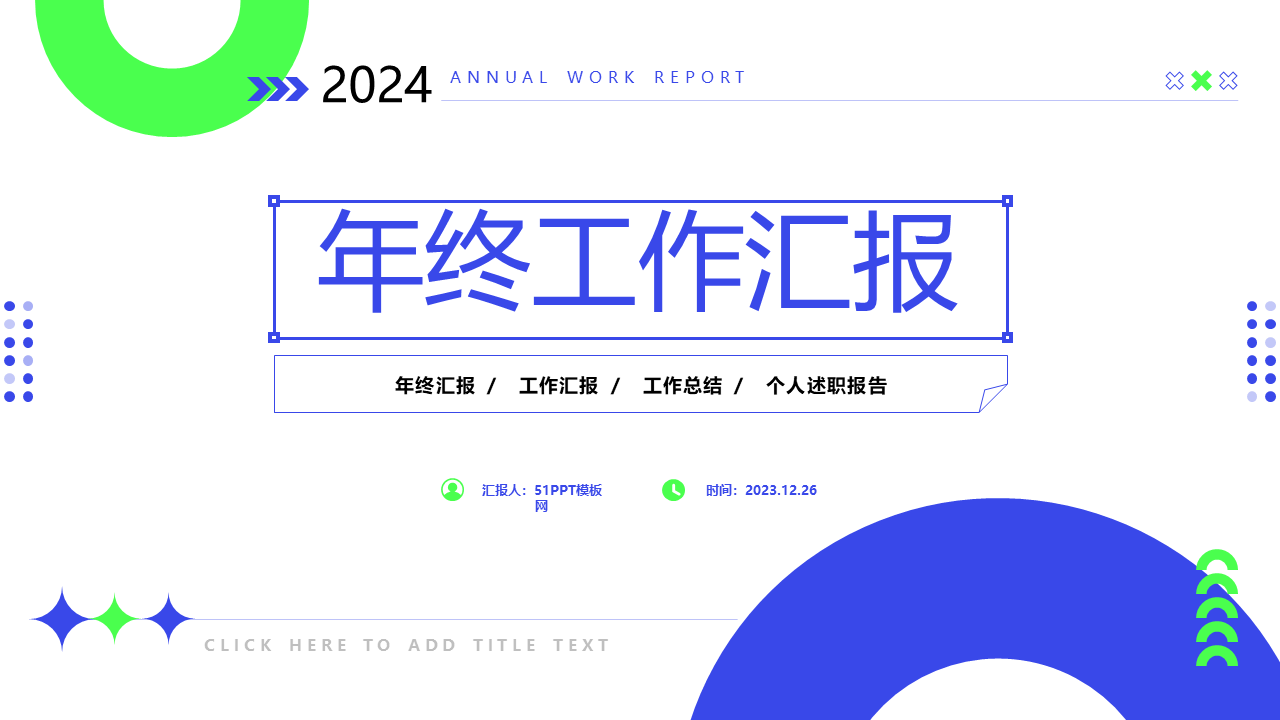 2024
ANNUAL WORK REPORT
年终工作汇报
年终汇报 / 工作汇报 / 工作总结 / 个人述职报告
汇报人：51PPT模板
网
时间：2023.12.26
CLICK HERE TO ADD TITLE TEXT